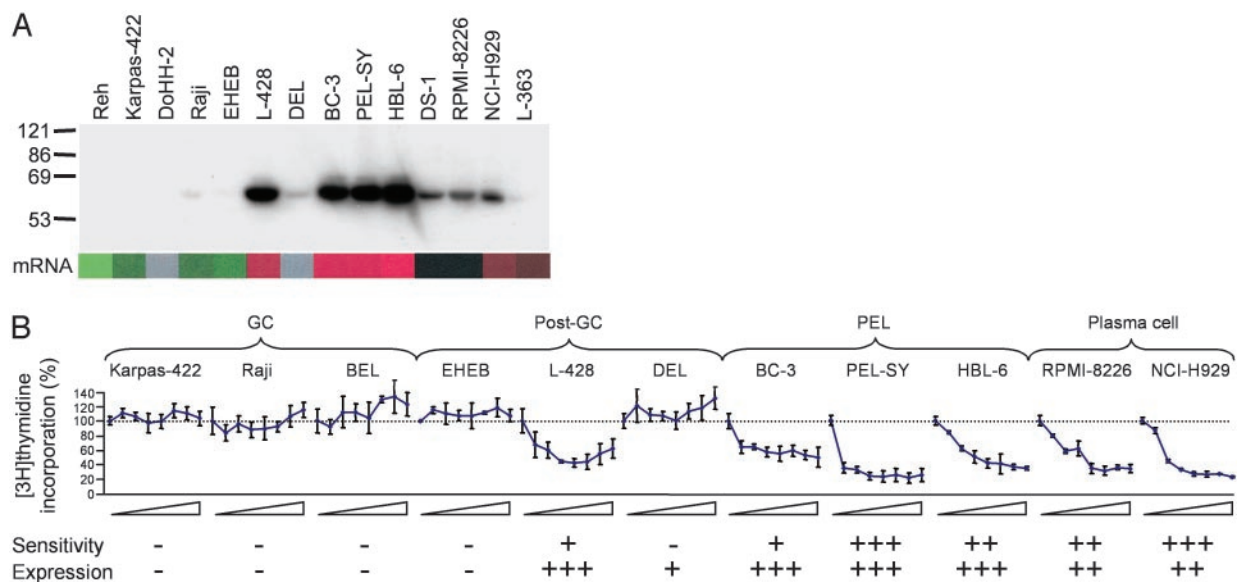 A
Reh Karpas-422 DoHH-2 Raji EHEB L-428 DEL BC-3 PEL-SY HBL-6 DS-1 RPMI-8226 NCI-H929 L-363
121
86
69
53
mRNA
B
GC Post-GC PEL Plasma cell
Karpas-422 Raji BEL EHEB L-428 DEL BC-3 PEL-SY HBL-6 RPMI-8226 NCI-H929
[3H]thymidine
incorporation (%)
140
120
100
80
60
40
20
0
Sensitivity - - - - + - + +++ ++ ++ +++
Expression - - - - +++ + +++ +++ +++ ++ ++